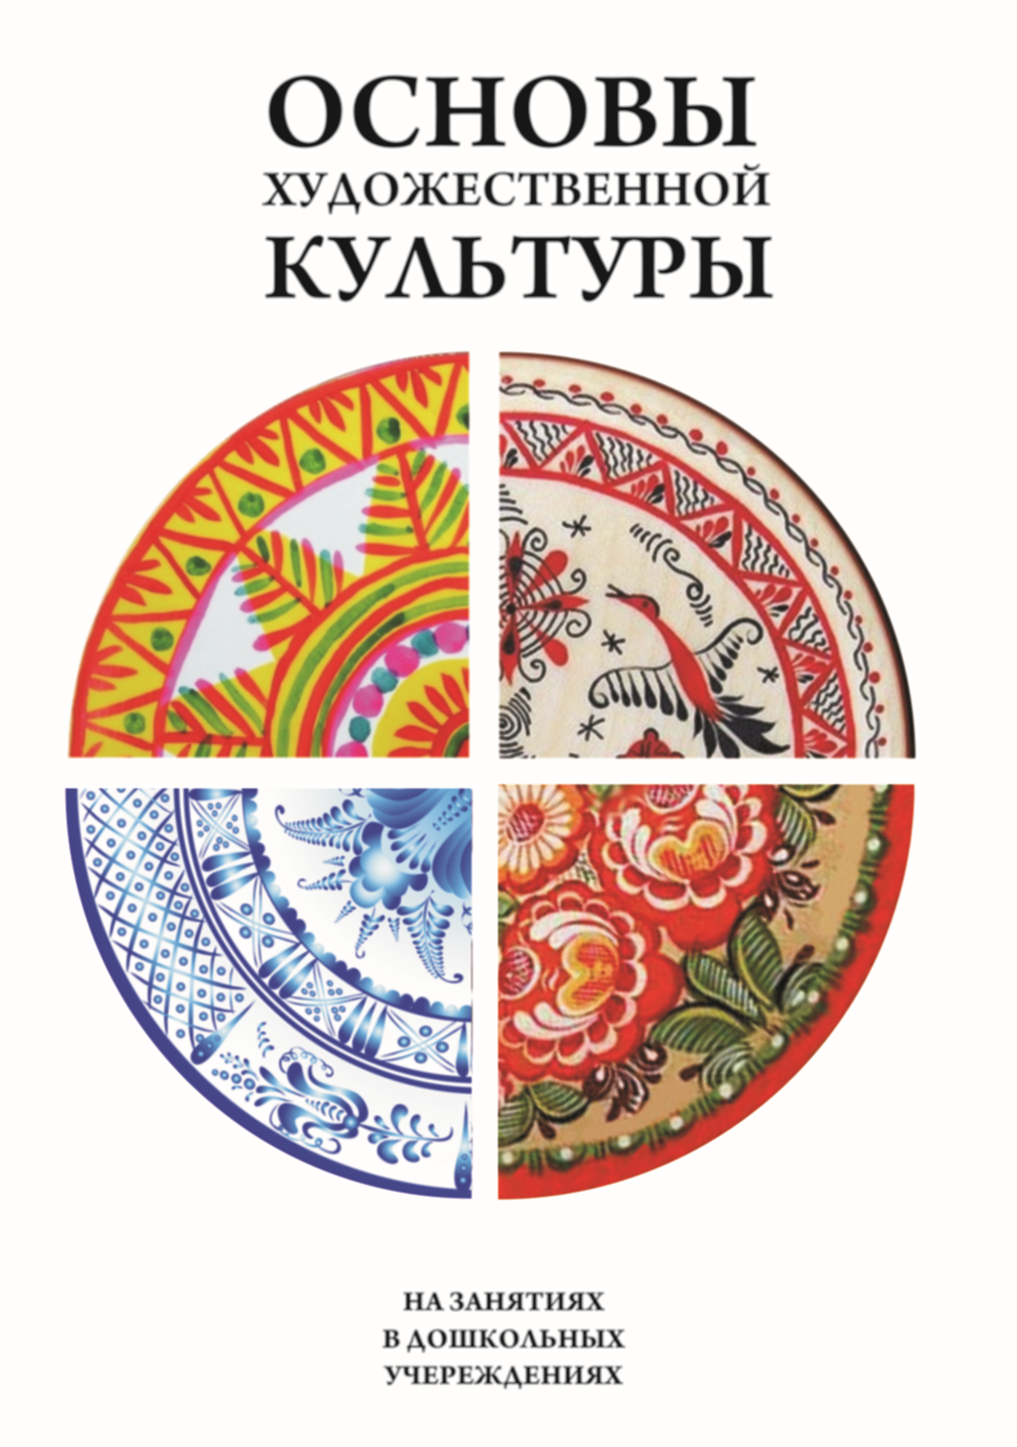 ОСНОВЫ
ХУДОЖЕСТВЕННОЙ
КУЛЬТУРЫ
НА ЗАНЯТИЯХ
В ДОШКОЛЬНЫХ
УЧЕРЕЖДЕНИЯХ